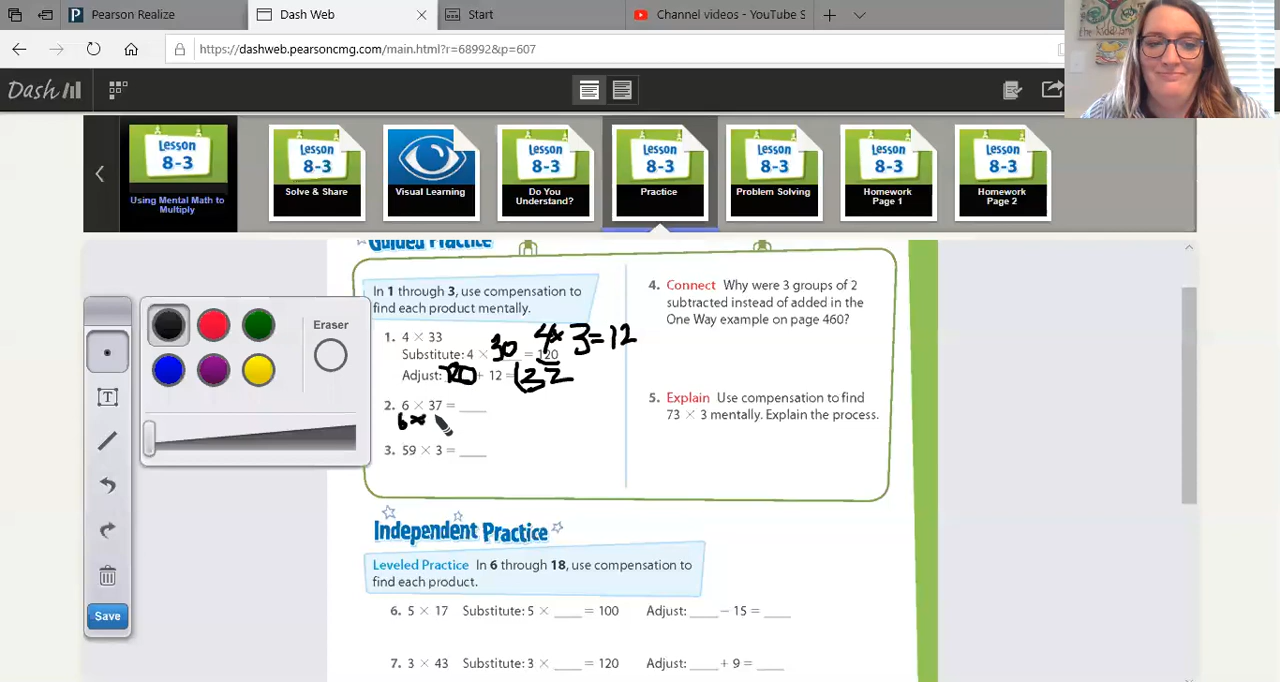 Pearson Realize
Dash Web
Start
Channel videos - YouTube S
https://dashweb.pearsoncmg.com/main.html?r=68992&p=607
Dash
Lesson 8-3
Using Mental Math to Multiply
Lesson 8-3
Solve & Share
Visual Learning
Lesson 8-3
Do You Understand?
Lesson 8-3
Practice
Lesson 8-3
Problem Solving
Lesson 8-3
Homework Page 1
Lesson 8-3
Homework Page 2
Eraser
T
Save
Guided Practice
In 1 through 3, use compensation to
find each product mentally.
1. 4 × 33
4 × 3 = 12
Substitute: 4 × 30 = 120
Adjust: + 12 = 132
2. 6 × 37 = ____
6 ×
3. 59 × 3 = ____
4. Connect Why were 3 groups of 2
subtracted instead of added in the
One Way example on page 460?
5. Explain Use compensation to find
73 × 3 mentally. Explain the process.
Independent Practice
Leveled Practice In 6 through 18, use compensation to
find each product.
6. 5 × 17 Substitute: 5 × ____ = 100 Adjust: ____ − 15 = ____
7. 3 × 43 Substitute: 3 × ____ = 120 Adjust: ____ + 9 = ____